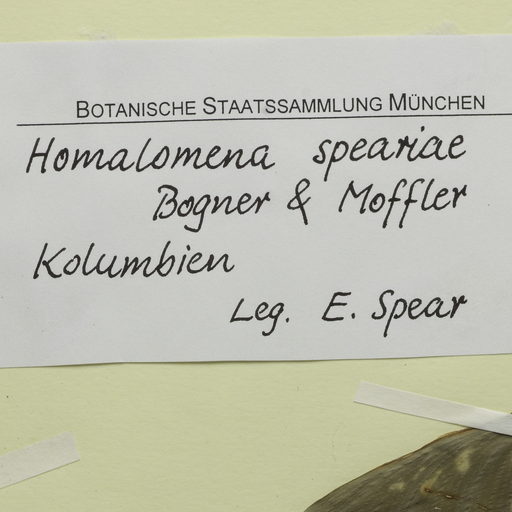 BOTANISCHE STAATSSAMMLUNG MÜNCHEN
Homalomena speariae
Bogner & Moffler
Kolumbien
Leg. E. Spear